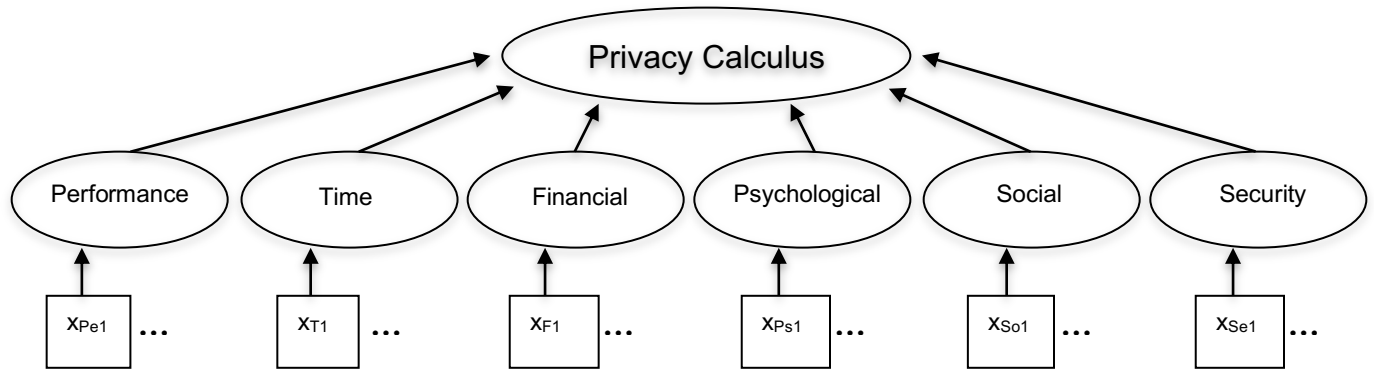 Privacy Calculus
Performance
Time
Financial
Psychological
Social
Security
xPe1 ...
xT1 ...
xF1 ...
xPs1 ...
xSo1 ...
xSe1 ...